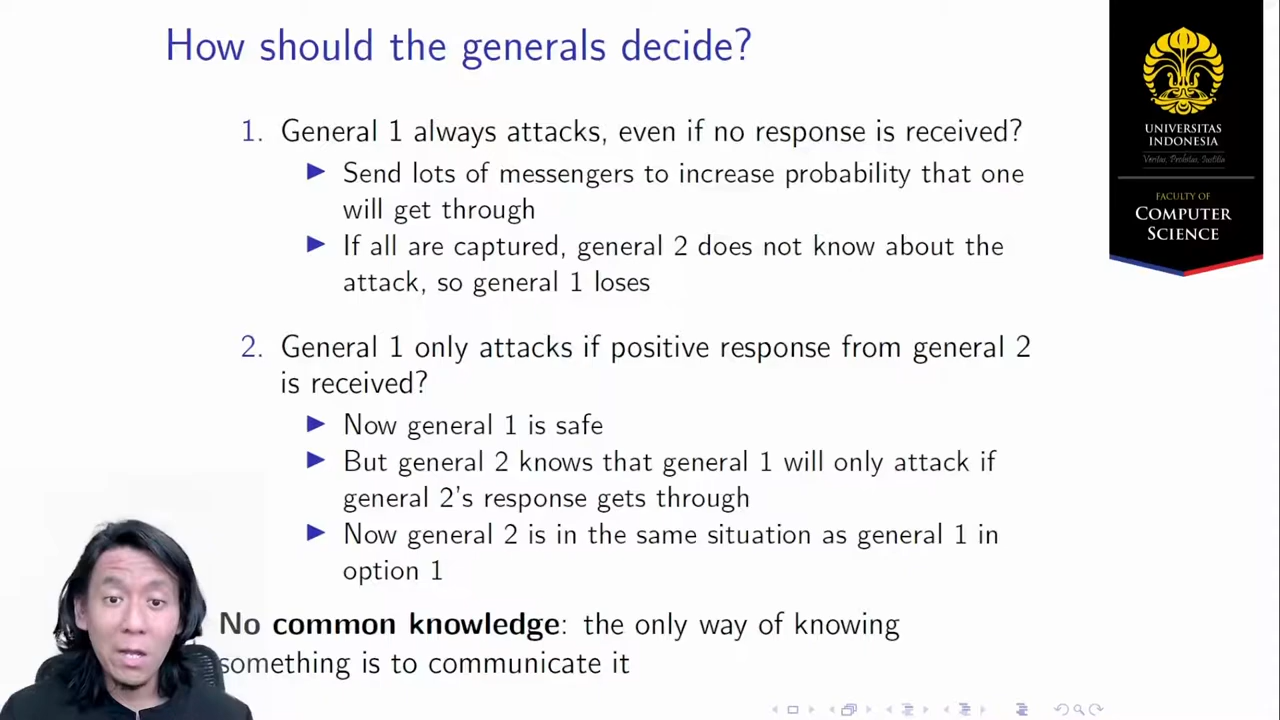 How should the generals decide?
1. General 1 always attacks, even if no response is received?
▶ Send lots of messengers to increase probability that one
will get through
▶ If all are captured, general 2 does not know about the
attack, so general 1 loses
2. General 1 only attacks if positive response from general 2
is received?
▶ Now general 1 is safe
▶ But general 2 knows that general 1 will only attack if
general 2's response gets through
▶ Now general 2 is in the same situation as general 1 in
option 1
No common knowledge: the only way of knowing
something is to communicate it
UNIVERSITAS
INDONESIA
Veritas, Probitas, Iustitia
FACULTY OF
COMPUTER
SCIENCE